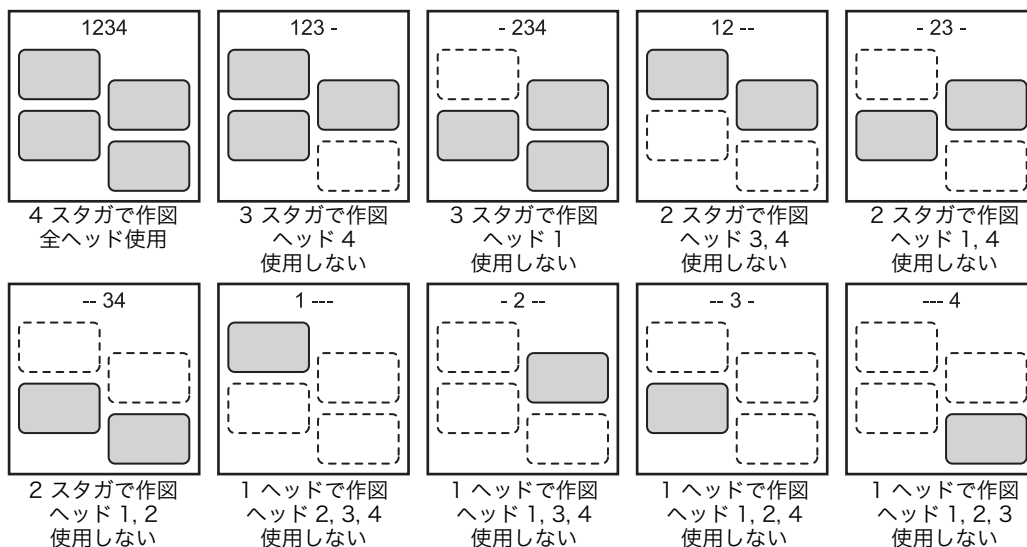 1234
4 スタガで作図
全ヘッド使用
123 -
3 スタガで作図
ヘッド 4
使用しない
- 234
3 スタガで作図
ヘッド 1
使用しない
12 --
2 スタガで作図
ヘッド 3, 4
使用しない
- 23 -
2 スタガで作図
ヘッド 1, 4
使用しない
-- 34
2 スタガで作図
ヘッド 1, 2
使用しない
1 ---
1 ヘッドで作図
ヘッド 2, 3, 4
使用しない
- 2 --
1 ヘッドで作図
ヘッド 1, 3, 4
使用しない
-- 3 -
1 ヘッドで作図
ヘッド 1, 2, 4
使用しない
--- 4
1 ヘッドで作図
ヘッド 1, 2, 3
使用しない